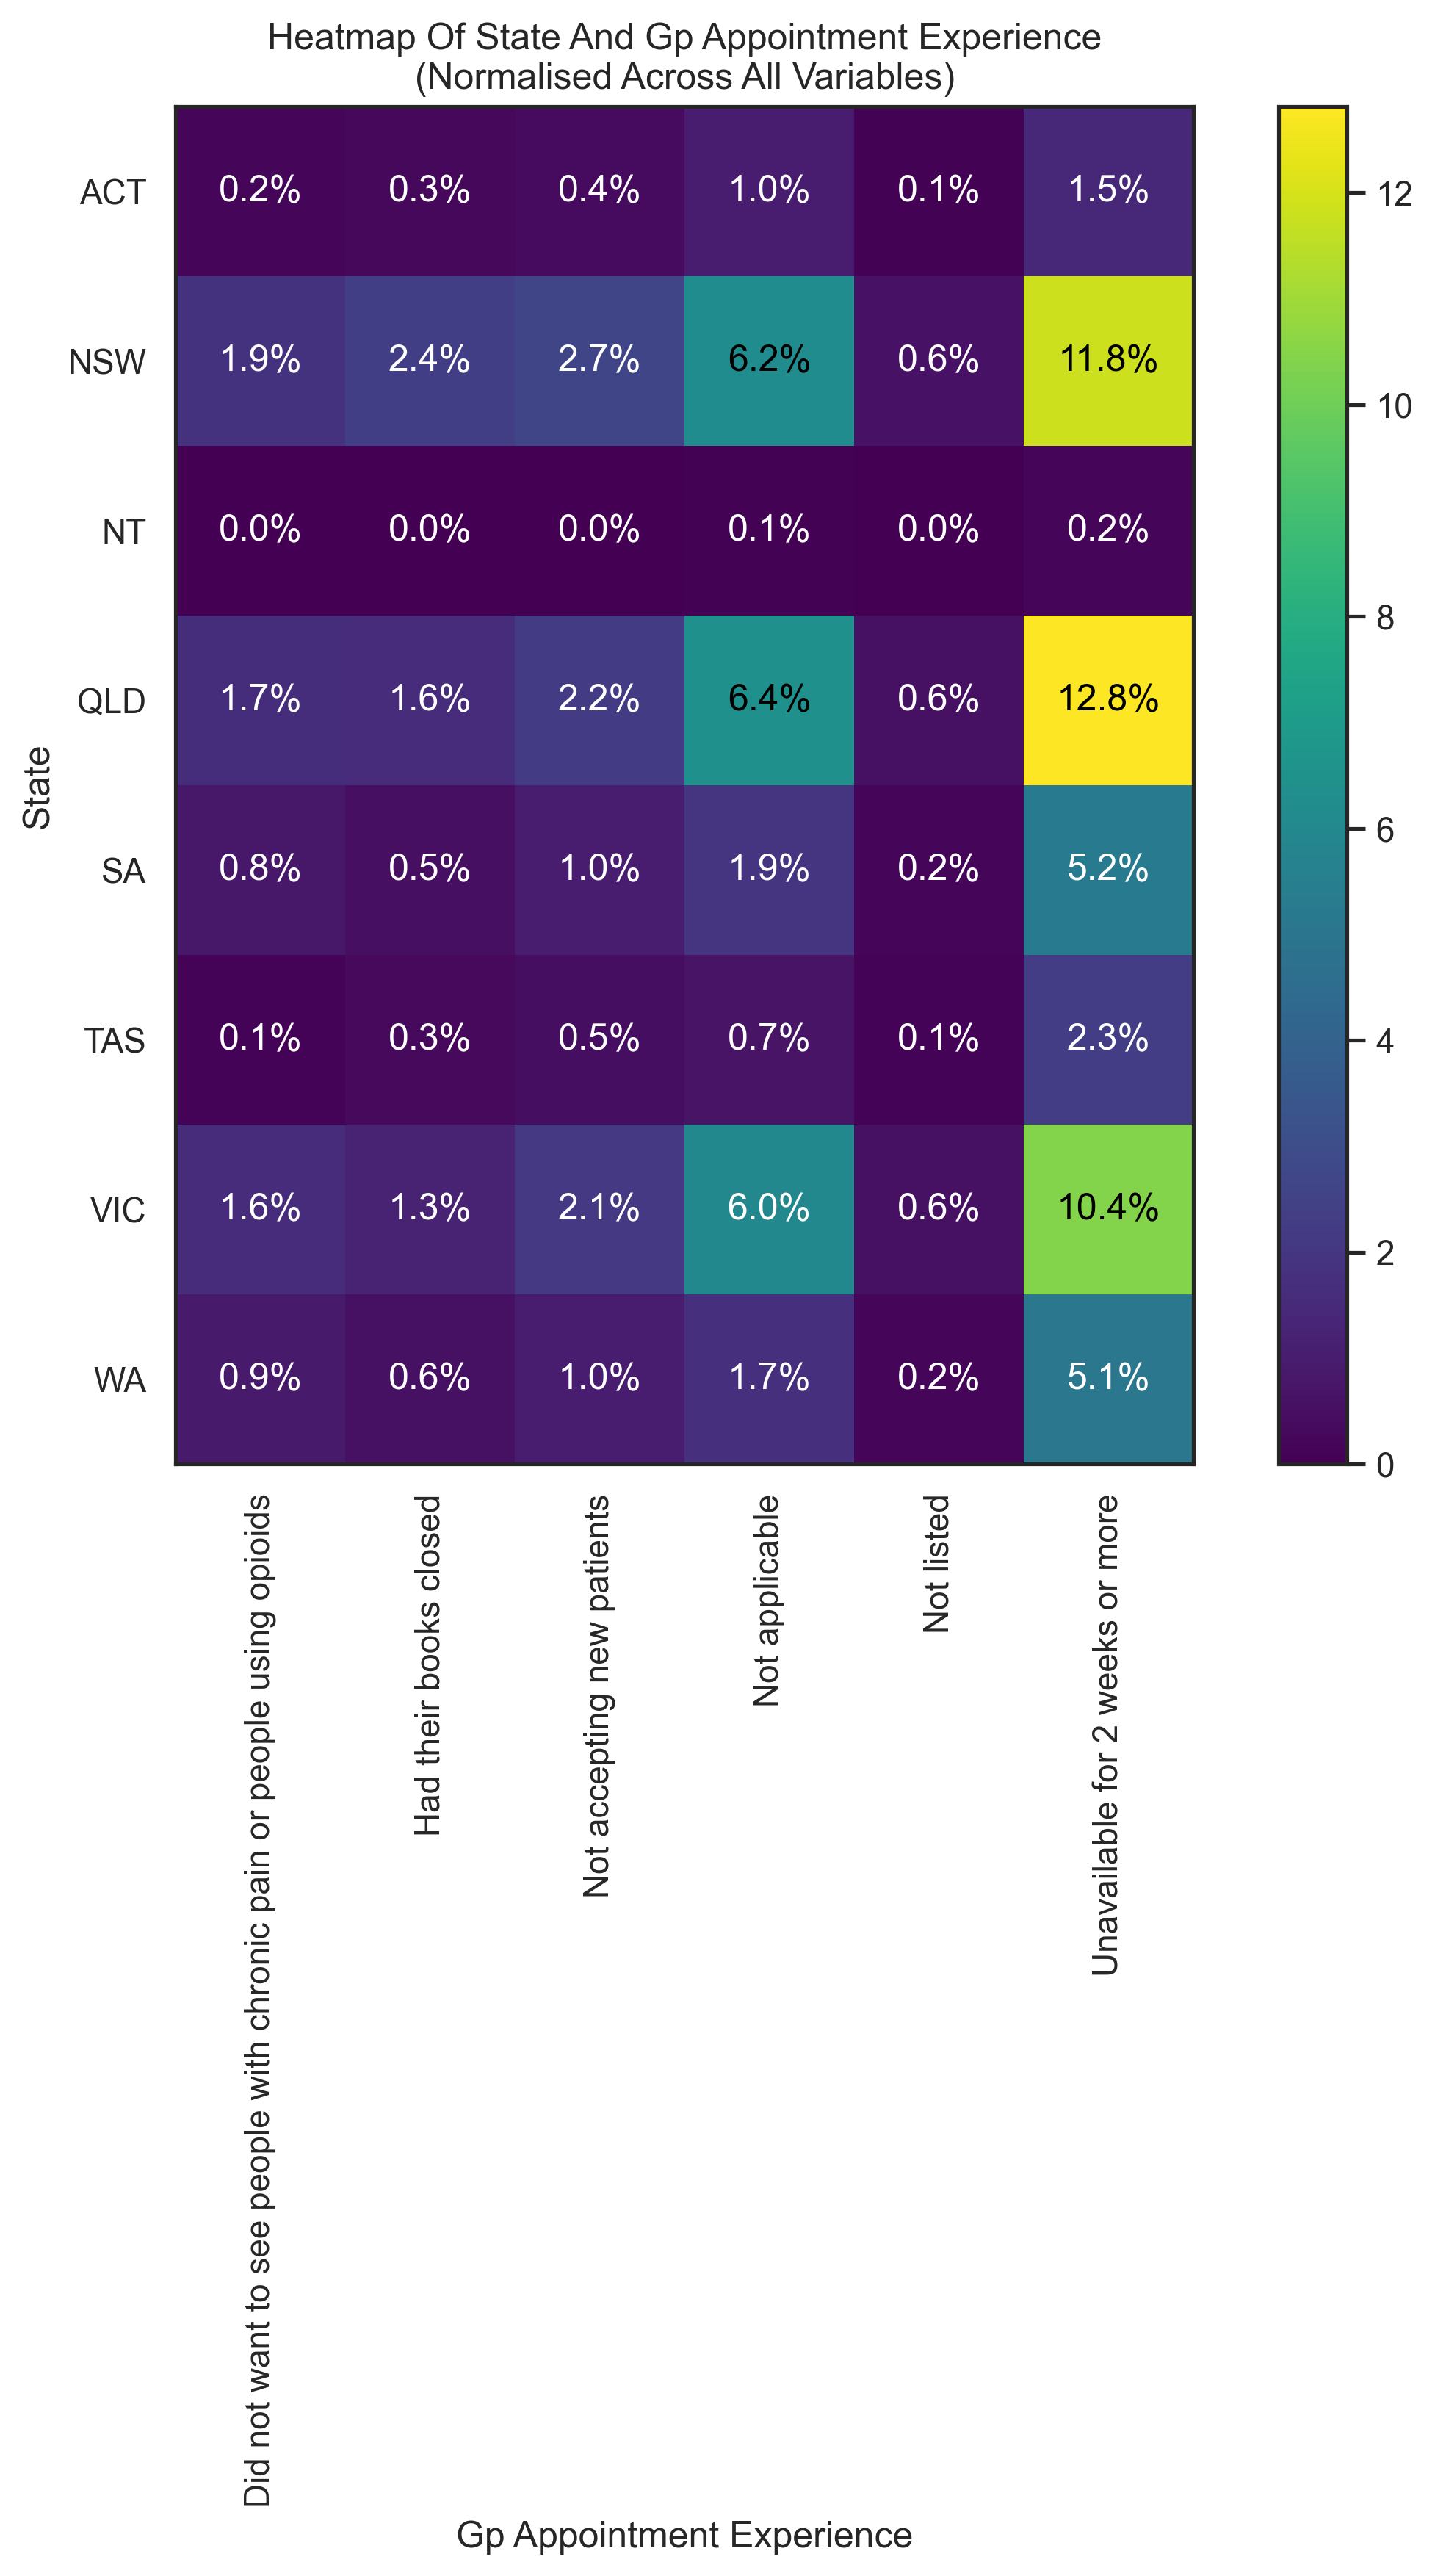 Heatmap Of State And Gp Appointment Experience
(Normalised Across All Variables)
ACT 0.2% 0.3% 0.4% 1.0% 0.1% 1.5%
NSW 1.9% 2.4% 2.7% 6.2% 0.6% 11.8%
NT 0.0% 0.0% 0.0% 0.1% 0.0% 0.2%
QLD 1.7% 1.6% 2.2% 6.4% 0.6% 12.8%
SA 0.8% 0.5% 1.0% 1.9% 0.2% 5.2%
TAS 0.1% 0.3% 0.5% 0.7% 0.1% 2.3%
VIC 1.6% 1.3% 2.1% 6.0% 0.6% 10.4%
WA 0.9% 0.6% 1.0% 1.7% 0.2% 5.1%
State
12
10
8
6
4
2
0
Did not want to see people with chronic pain or people using opioids
Had their books closed
Not accepting new patients
Not applicable
Not listed
Unavailable for 2 weeks or more
Gp Appointment Experience